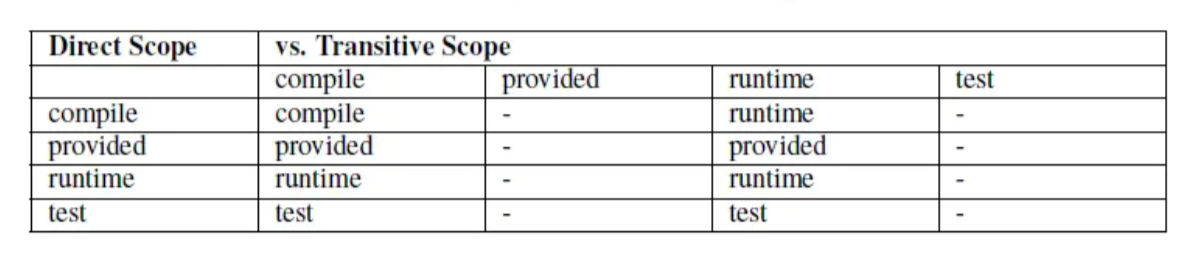 Direct Scope vs. Transitive Scope
compile provided runtime test
compile compile - runtime -
provided provided - provided -
runtime runtime - runtime -
test test - test -